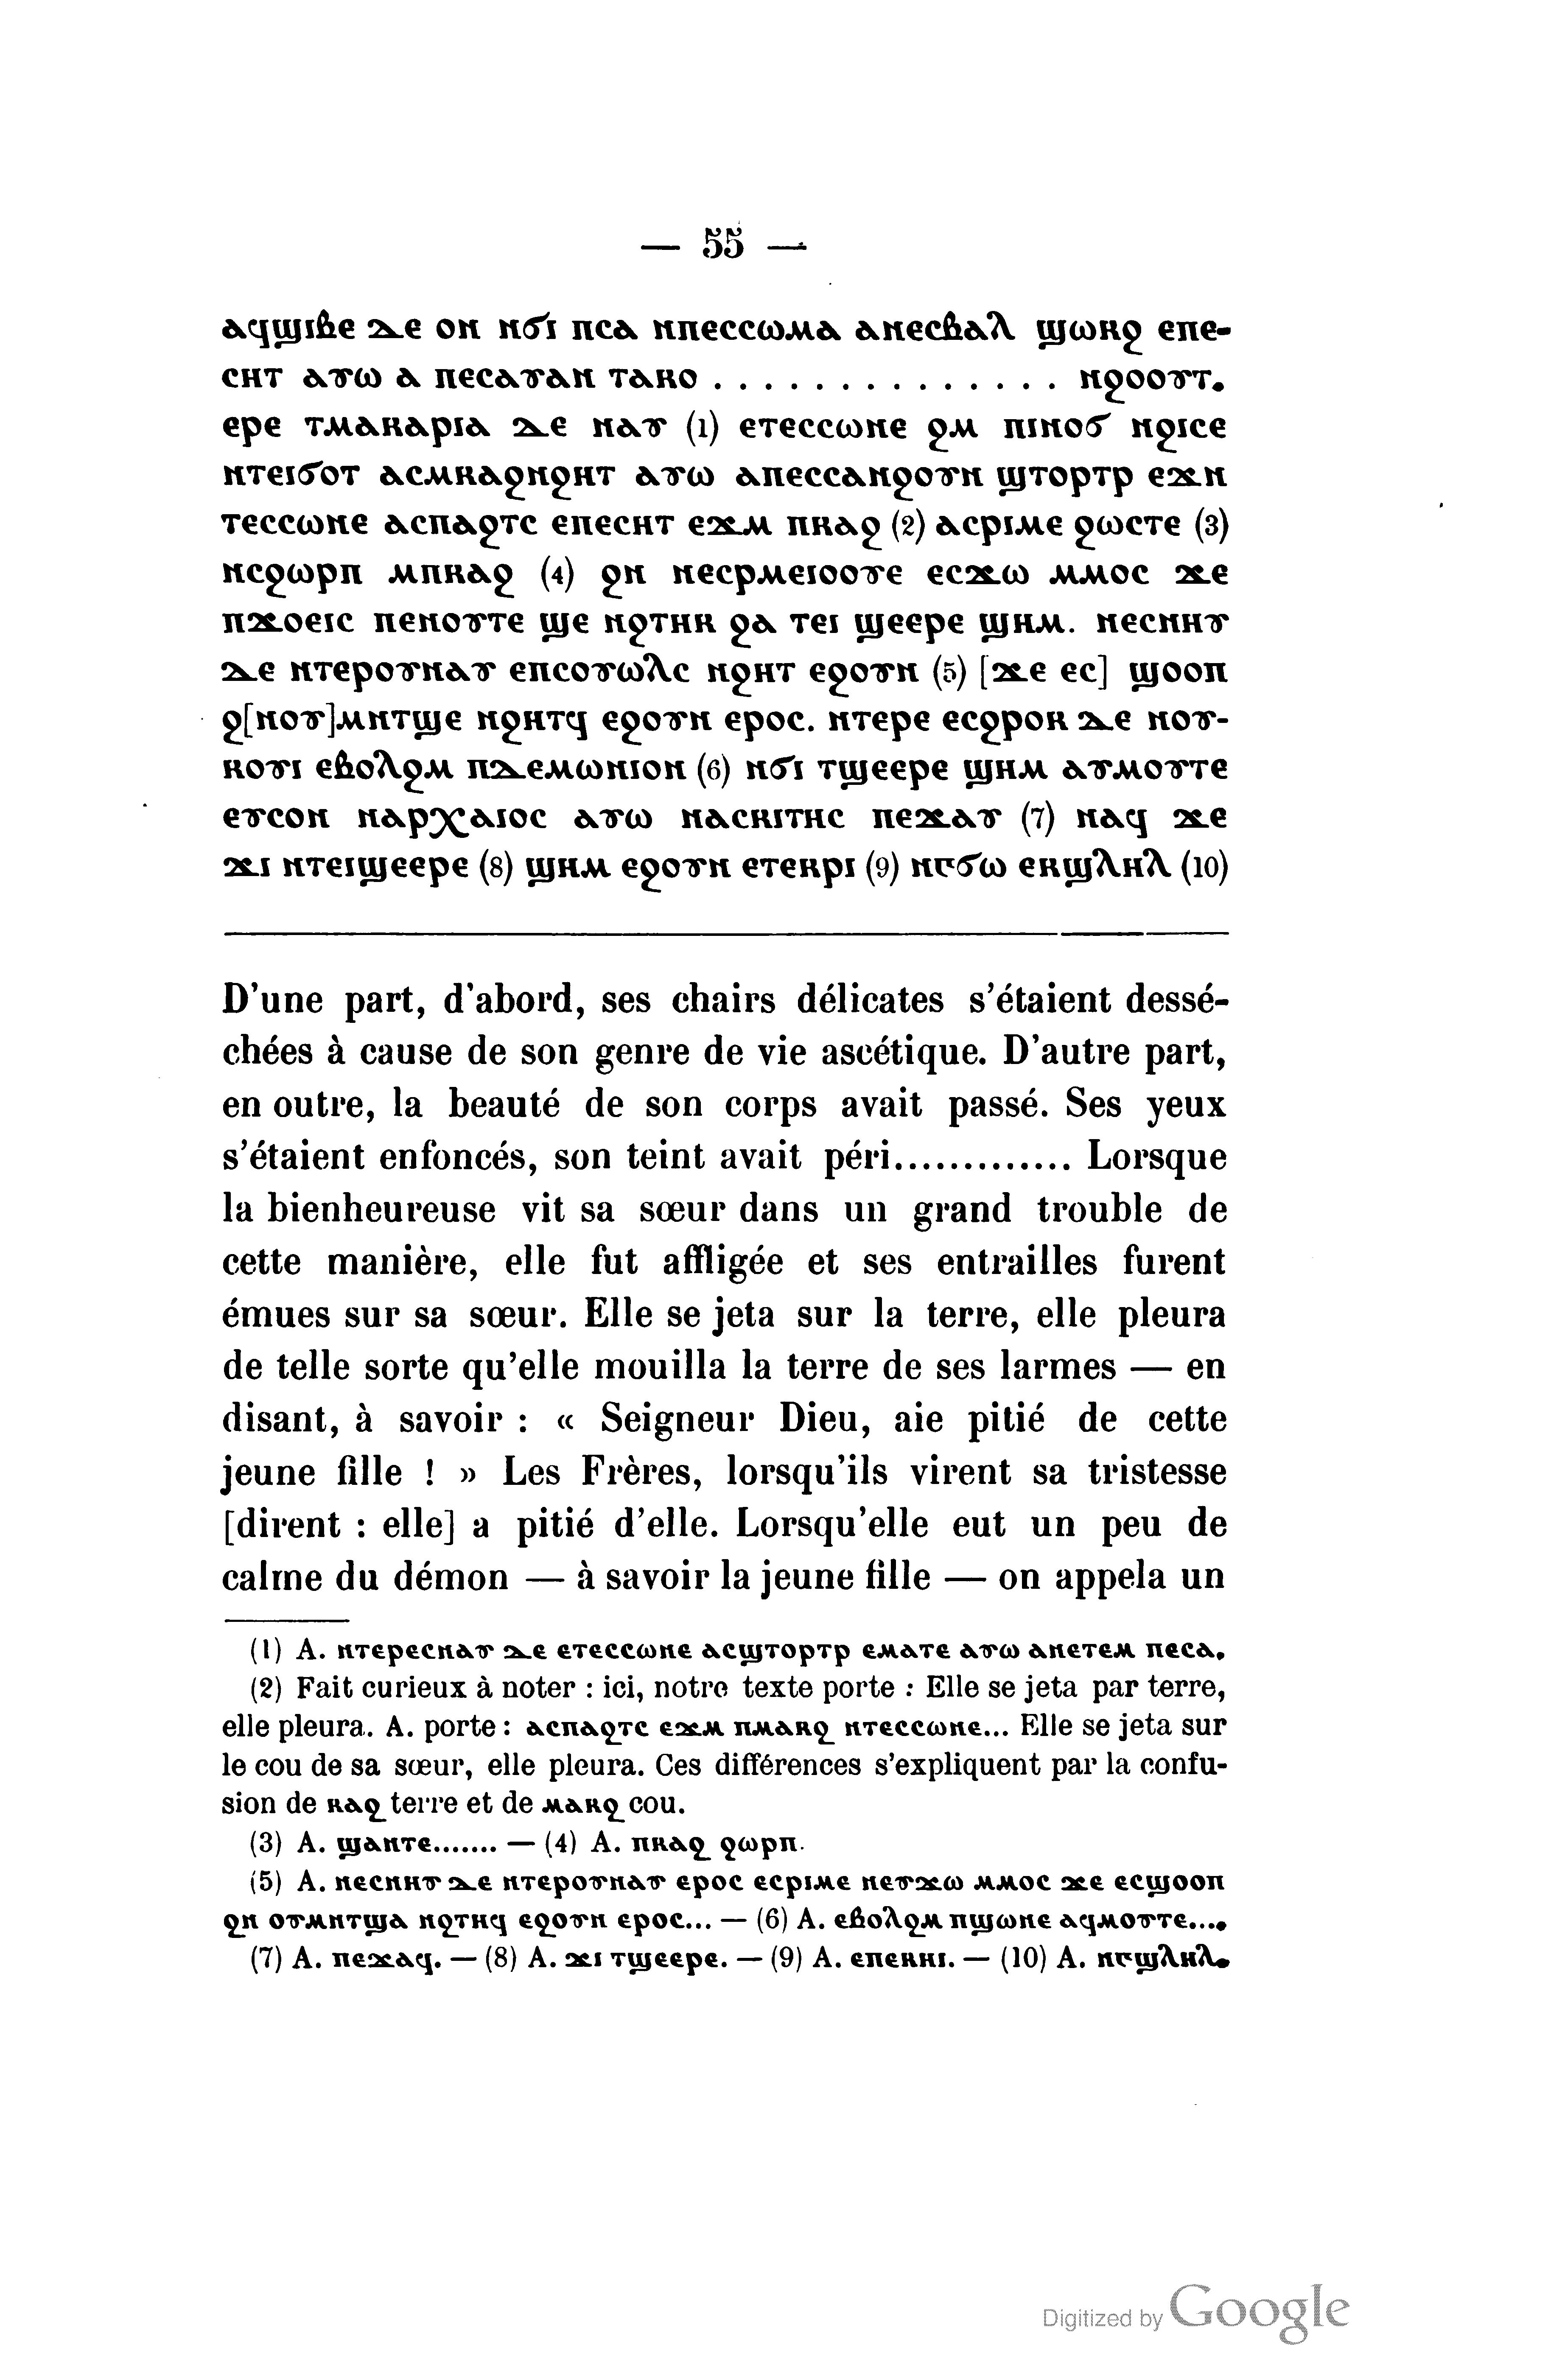 — 55 —
ⲁϥϣⲓⲃⲉ ⲇⲉ ⲟⲛ ⲛϭⲓ ⲡⲥⲁ ⲛⲡⲉⲥⲥⲱⲙⲁ ⲁⲛⲉⲥⲃⲁⲗ ϣⲱⲕϩ ⲉⲡⲉ-
ⲥⲏⲧ ⲁⲩⲱ ⲁ ⲡⲉⲥⲁⲩⲁⲛ ⲧⲁⲕⲟ . . . . . . . . . . . . . . ⲛϩⲟⲟⲩⲧ.
ⲉⲣⲉ ⲧⲙⲁⲕⲁⲣⲓⲁ ⲇⲉ ⲛⲁⲩ (1) ⲉⲧⲉⲥⲥⲱⲛⲉ ϩⲙ ⲡⲓⲛⲟϭ ⲛϩⲓⲥⲉ
ⲛⲧⲉⲓϭⲟⲧ ⲁⲥⲙⲕⲁϩⲛϩⲏⲧ ⲁⲩⲱ ⲁⲡⲉⲥⲥⲁⲛϩⲟⲩⲛ ϣⲧⲟⲣⲧⲣ ⲉϫⲛ
ⲧⲉⲥⲥⲱⲛⲉ ⲁⲥⲡⲁϩⲧⲥ ⲉⲡⲉⲥⲏⲧ ⲉϫⲙ ⲡⲕⲁϩ (2) ⲁⲥⲣⲓⲙⲉ ϩⲱⲥⲧⲉ (3)
ⲛⲥϩⲱⲣⲡ ⲙⲡⲕⲁϩ (4) ϩⲛ ⲛⲉⲥⲣⲙⲉⲓⲟⲟⲩⲉ ⲉⲥϫⲱ ⲙⲙⲟⲥ ϫⲉ
ⲡϫⲟⲉⲓⲥ ⲡⲉⲛⲟⲩⲧⲉ ϣⲉ ⲛϩⲧⲏⲕ ϩⲁ ⲧⲉⲓ ϣⲉⲉⲣⲉ ϣⲏⲙ. ⲛⲉⲥⲛⲏⲩ
ⲇⲉ ⲛⲧⲉⲣⲟⲩⲛⲁⲩ ⲉⲡⲥⲟⲩⲱⲗⲥ ⲛϩⲏⲧ ⲉϩⲟⲩⲛ (5) [ϫⲉ ⲉⲥ] ϣⲟⲟⲡ
ϩ[ⲛⲟⲩ]ⲙⲛⲧϣⲉ ⲛϩⲏⲧϥ ⲉϩⲟⲩⲛ ⲉⲣⲟⲥ. ⲛⲧⲉⲣⲉ ⲉⲥϩⲣⲟⲕ ⲇⲉ ⲛⲟⲩ-
ⲕⲟⲩⲓ ⲉⲃⲟⲗϩⲙ ⲡⲇⲉⲙⲱⲛⲓⲟⲛ (6) ⲛϭⲓ ⲧϣⲉⲉⲣⲉ ϣⲏⲙ ⲁⲩⲙⲟⲩⲧⲉ
ⲉⲩⲥⲟⲛ ⲛⲁⲣⲭⲁⲓⲟⲥ ⲁⲩⲱ ⲛⲁⲥⲕⲓⲧⲏⲥ ⲡⲉϫⲁⲩ (7) ⲛⲁϥ ϫⲉ
ϫⲓ ⲛⲧⲉⲓϣⲉⲉⲣⲉ (8) ϣⲏⲙ ⲉϩⲟⲩⲛ ⲉⲧⲉⲕⲣⲓ (9) ⲛⲅϭⲱ ⲉⲕϣⲗⲏⲗ (10)
D'une part, d'abord, ses chairs délicates s'étaient dessé-
chées à cause de son genre de vie ascétique. D'autre part,
en outre, la beauté de son corps avait passé. Ses yeux
s'étaient enfoncés, son teint avait péri............. Lorsque
la bienheureuse vit sa sœur dans un grand trouble de
cette manière, elle fut affligée et ses entrailles furent
émues sur sa sœur. Elle se jeta sur la terre, elle pleura
de telle sorte qu'elle mouilla la terre de ses larmes — en
disant, à savoir : « Seigneur Dieu, aie pitié de cette
jeune fille ! » Les Frères, lorsqu'ils virent sa tristesse
[dirent : elle] a pitié d'elle. Lorsqu'elle eut un peu de
calme du démon — à savoir la jeune fille — on appela un
(1) A. ⲛⲧⲉⲣⲉⲥⲛⲁⲩ ⲇⲉ ⲉⲧⲉⲥⲥⲱⲛⲉ ⲁⲥϣⲧⲟⲣⲧⲣ ⲉⲙⲁⲧⲉ ⲁⲩⲱ ⲁⲛⲉⲧⲉⲙ ⲡⲉⲥⲁ.
(2) Fait curieux à noter : ici, notre texte porte : Elle se jeta par terre,
elle pleura. A. porte : ⲁⲥⲡⲁϩⲧⲥ ⲉϫⲙ ⲡⲙⲁⲕϩ ⲛⲧⲉⲥⲥⲱⲛⲉ... Elle se jeta sur
le cou de sa sœur, elle pleura. Ces différences s'expliquent par la confu-
sion de ⲕⲁϩ terre et de ⲙⲁⲕϩ cou.
(3) A. ϣⲁⲛⲧⲉ....... — (4) A. ⲡⲕⲁϩ ϩⲱⲣⲡ.
(5) A. ⲛⲉⲥⲛⲏⲩ ⲇⲉ ⲛⲧⲉⲣⲟⲩⲛⲁⲩ ⲉⲣⲟⲥ ⲉⲥⲣⲓⲙⲉ ⲛⲉⲩϫⲱ ⲙⲙⲟⲥ ϫⲉ ⲉⲥϣⲟⲟⲡ
ϩⲛ ⲟⲩⲙⲛⲧϣⲁ ⲛϩⲧⲏϥ ⲉϩⲟⲩⲛ ⲉⲣⲟⲥ... — (6) A. ⲉⲃⲟⲗϩⲙ ⲡϣⲱⲛⲉ ⲁϥⲙⲟⲩⲧⲉ....
(7) A. ⲡⲉϫⲁϥ. — (8) A. ϫⲓ ⲧϣⲉⲉⲣⲉ. — (9) A. ⲉⲡⲉⲕⲏⲓ. — (10) A. ⲛⲅϣⲗⲏⲗ.
Digitized by Google